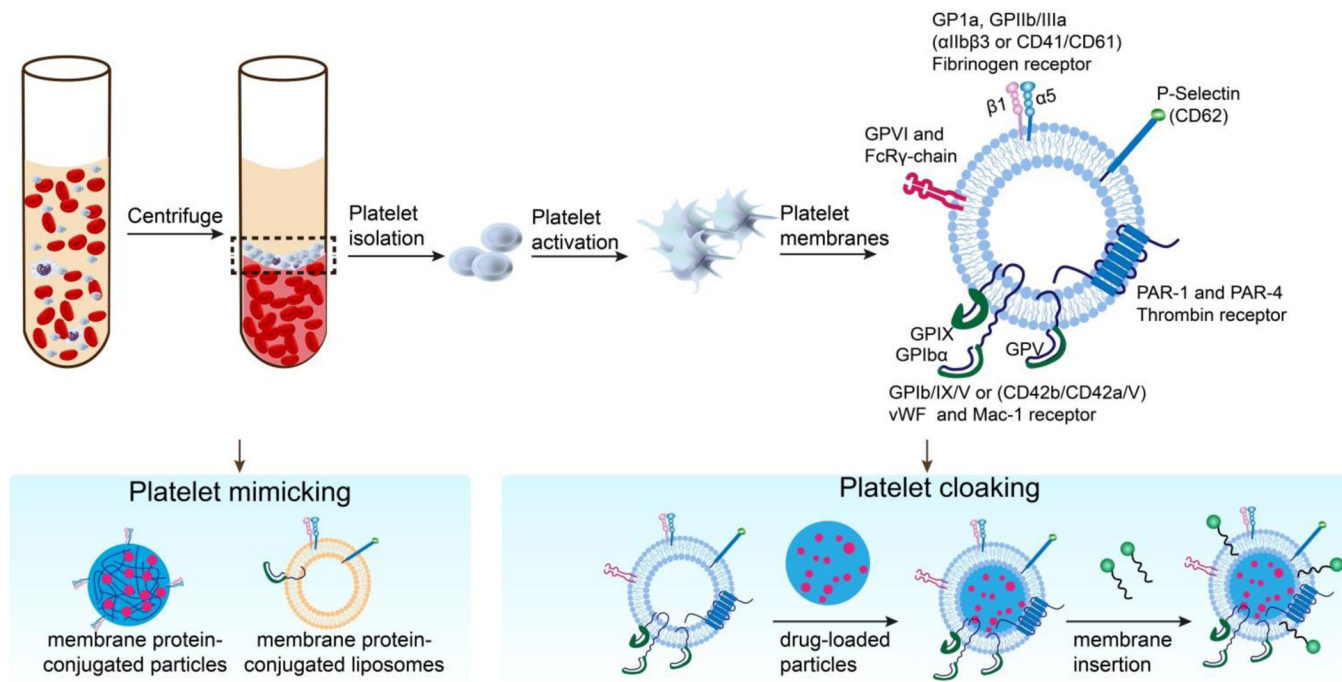 GP1a, GPIIb/IIIa
(αIIbβ3 or CD41/CD61)
Fibrinogen receptor
β1
α5
P-Selectin
(CD62)
GPVI and
FcRγ-chain
Centrifuge
Platelet
isolation
Platelet
activation
Platelet
membranes
PAR-1 and PAR-4
Thrombin receptor
GPIX
GPIbα
GPV
GPIb/IX/V or (CD42b/CD42a/V)
vWF and Mac-1 receptor
Platelet mimicking
membrane protein-
conjugated particles
membrane protein-
conjugated liposomes
Platelet cloaking
drug-loaded
particles
membrane
insertion